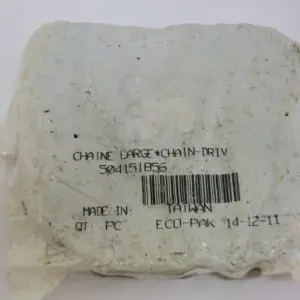 CHAINE LARGE*CHAIN-DRIV
504151856
MADE IN: TAIWAN
QT: PC ECO-PAK 14-12-11